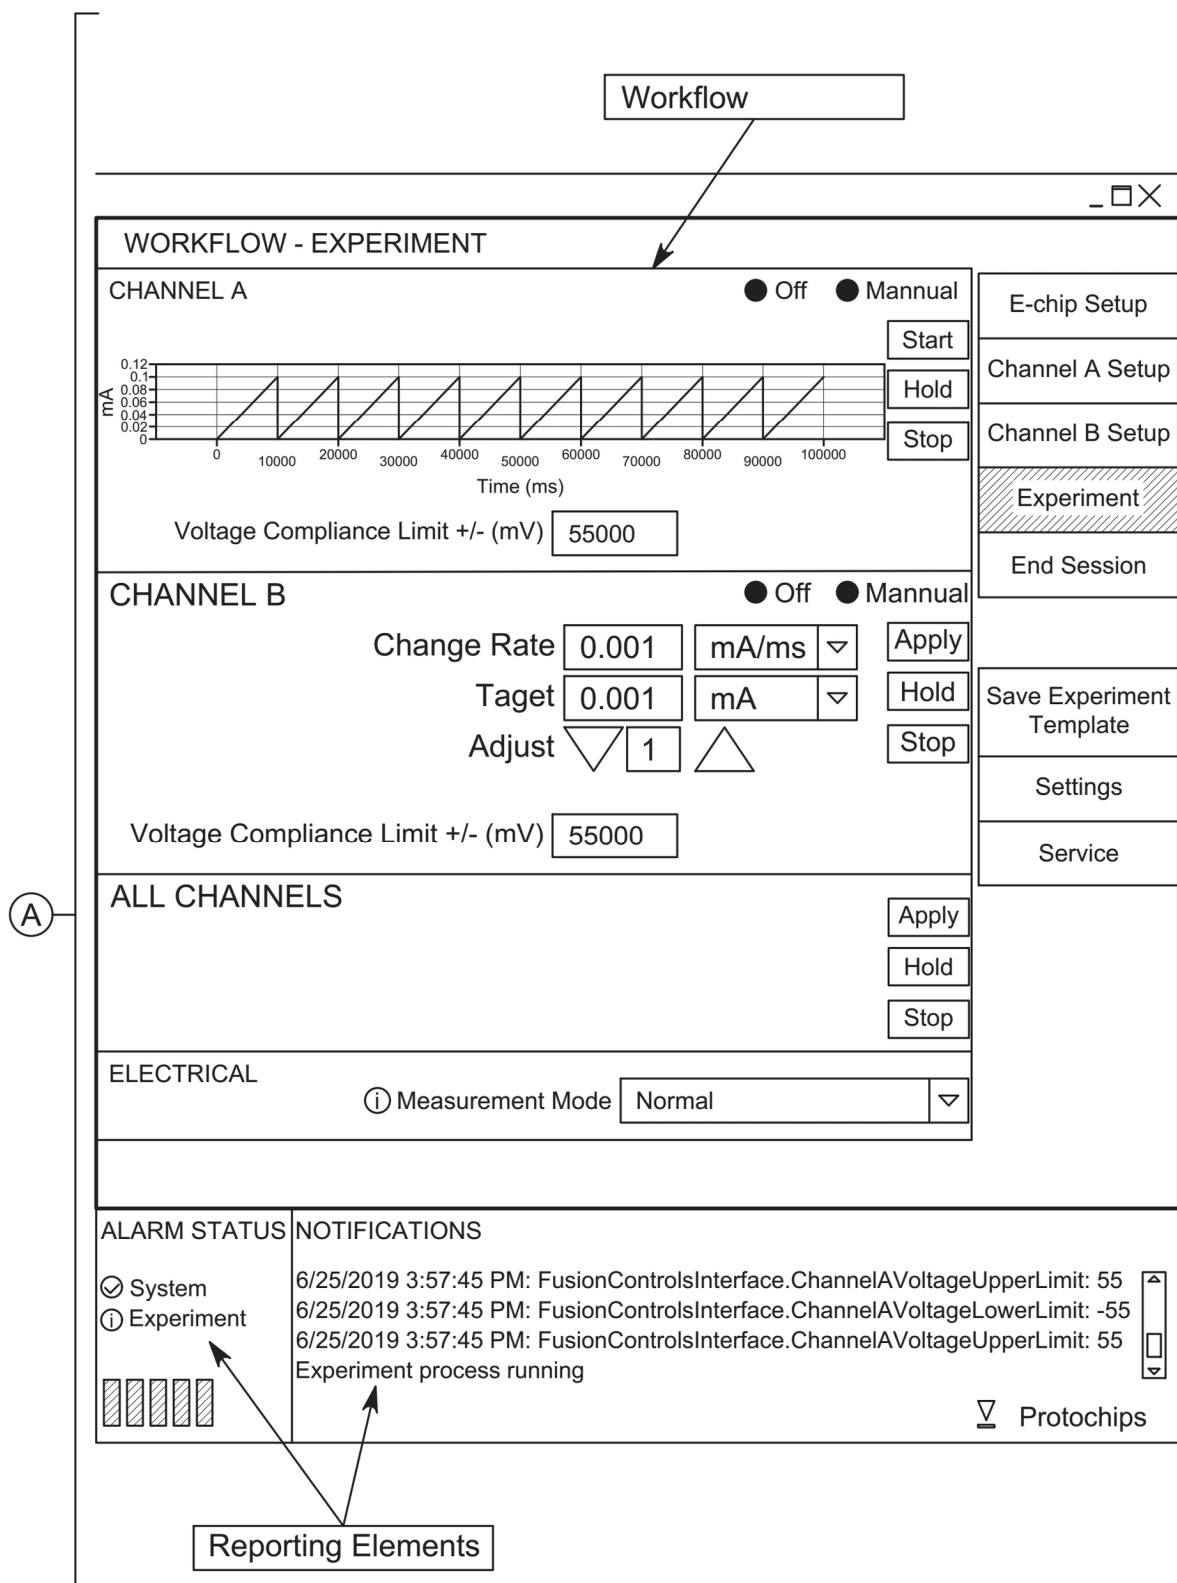 Workflow
WORKFLOW - EXPERIMENT
CHANNEL A
Off
Mannual
Start
Hold
Stop
mA
0.12
0.1
0.08
0.06
0.04
0.02
0
0 10000 20000 30000 40000 50000 60000 70000 80000 90000 100000
Time (ms)
Voltage Compliance Limit +/- (mV) 55000
E-chip Setup
Channel A Setup
Channel B Setup
Experiment
End Session
CHANNEL B
Off
Mannual
Change Rate 0.001 mA/ms
Apply
Taget 0.001 mA
Hold
Adjust 1
Stop
Voltage Compliance Limit +/- (mV) 55000
Save Experiment
Template
Settings
Service
A
ALL CHANNELS
Apply
Hold
Stop
ELECTRICAL
i Measurement Mode Normal
ALARM STATUS
System
i Experiment
NOTIFICATIONS
6/25/2019 3:57:45 PM: FusionControlsInterface.ChannelAVoltageUpperLimit: 55
6/25/2019 3:57:45 PM: FusionControlsInterface.ChannelAVoltageLowerLimit: -55
6/25/2019 3:57:45 PM: FusionControlsInterface.ChannelAVoltageUpperLimit: 55
Experiment process running
Protochips
Reporting Elements